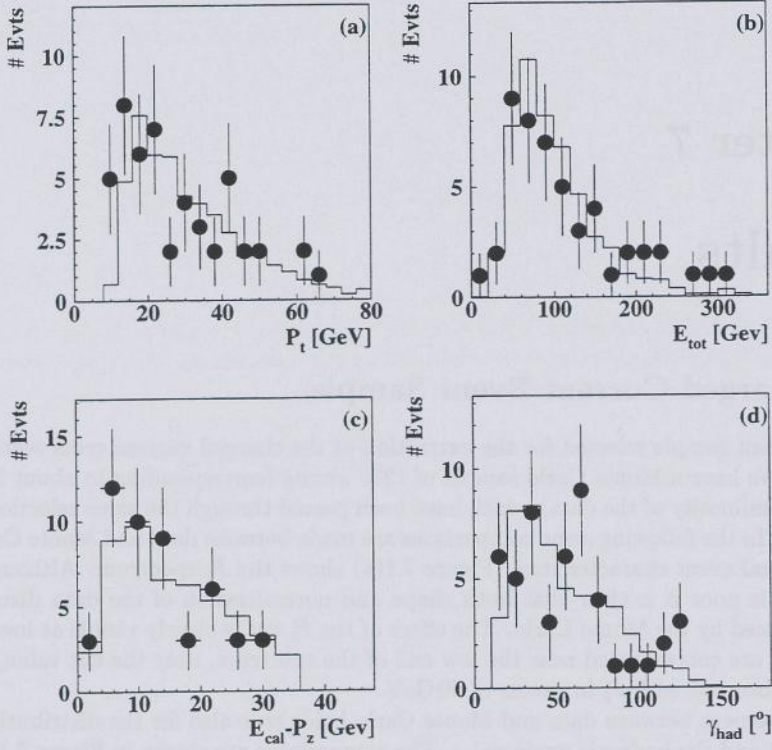 (a)
# Evts
10
7.5
5
2.5
0
0 20 40 60 80
P_t [GeV]
(b)
# Evts
10
5
0
0 100 200 300
E_tot [Gev]
(c)
# Evts
15
10
5
0
0 20 40
E_cal-P_z [Gev]
(d)
# Evts
10
5
0
0 50 100 150
γ_had [°]